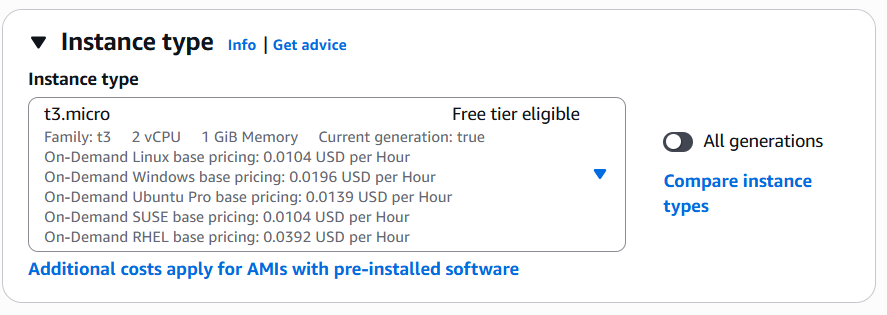 Instance type Info | Get advice
Instance type
t3.micro Free tier eligible
Family: t3 2 vCPU 1 GiB Memory Current generation: true
On-Demand Linux base pricing: 0.0104 USD per Hour
On-Demand Windows base pricing: 0.0196 USD per Hour
On-Demand Ubuntu Pro base pricing: 0.0139 USD per Hour
On-Demand SUSE base pricing: 0.0104 USD per Hour
On-Demand RHEL base pricing: 0.0392 USD per Hour
All generations
Compare instance
types
Additional costs apply for AMIs with pre-installed software